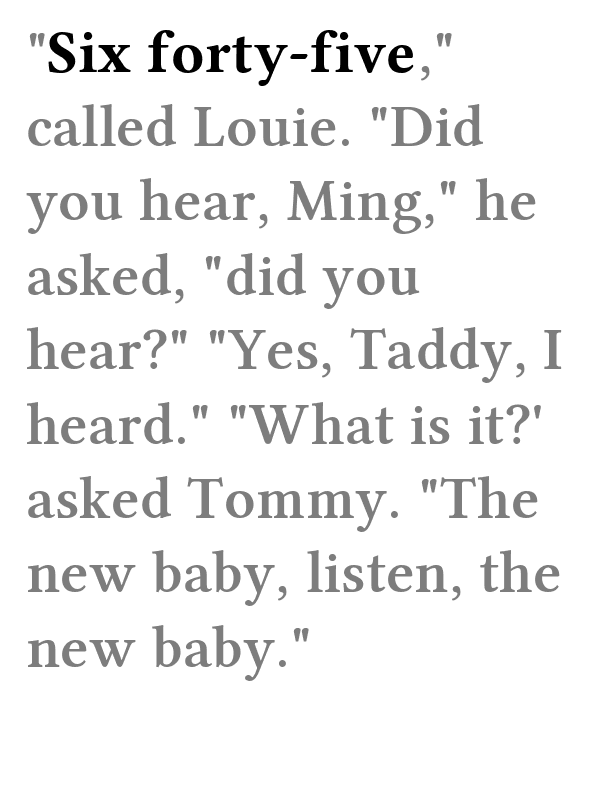 "Six forty-five,"
called Louie. "Did
you hear, Ming," he
asked, "did you
hear?" "Yes, Taddy, I
heard." "What is it?'
asked Tommy. "The
new baby, listen, the
new baby."